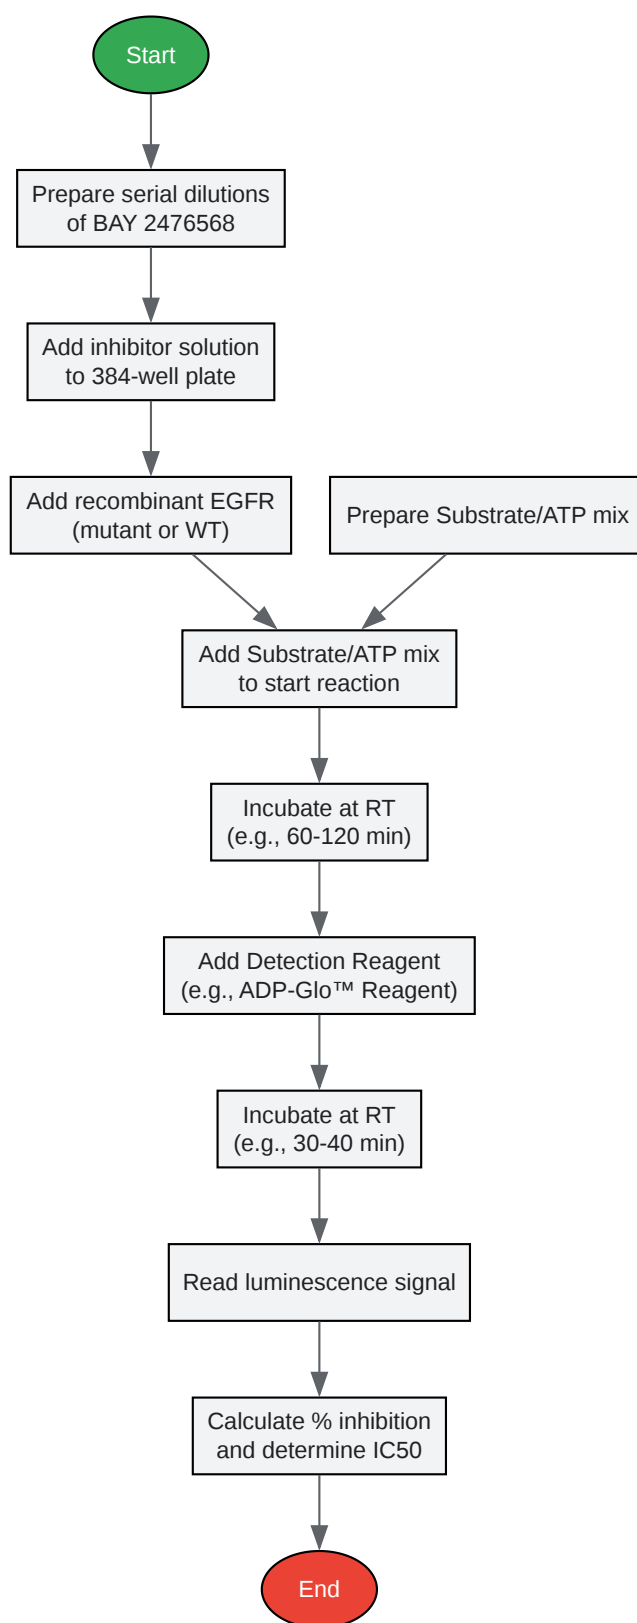 Start
Prepare serial dilutions
of BAY 2476568
Add inhibitor solution
to 384-well plate
Add recombinant EGFR
(mutant or WT)
Prepare Substrate/ATP mix
Add Substrate/ATP mix
to start reaction
Incubate at RT
(e.g., 60-120 min)
Add Detection Reagent
(e.g., ADP-Glo™ Reagent)
Incubate at RT
(e.g., 30-40 min)
Read luminescence signal
Calculate % inhibition
and determine IC50
End